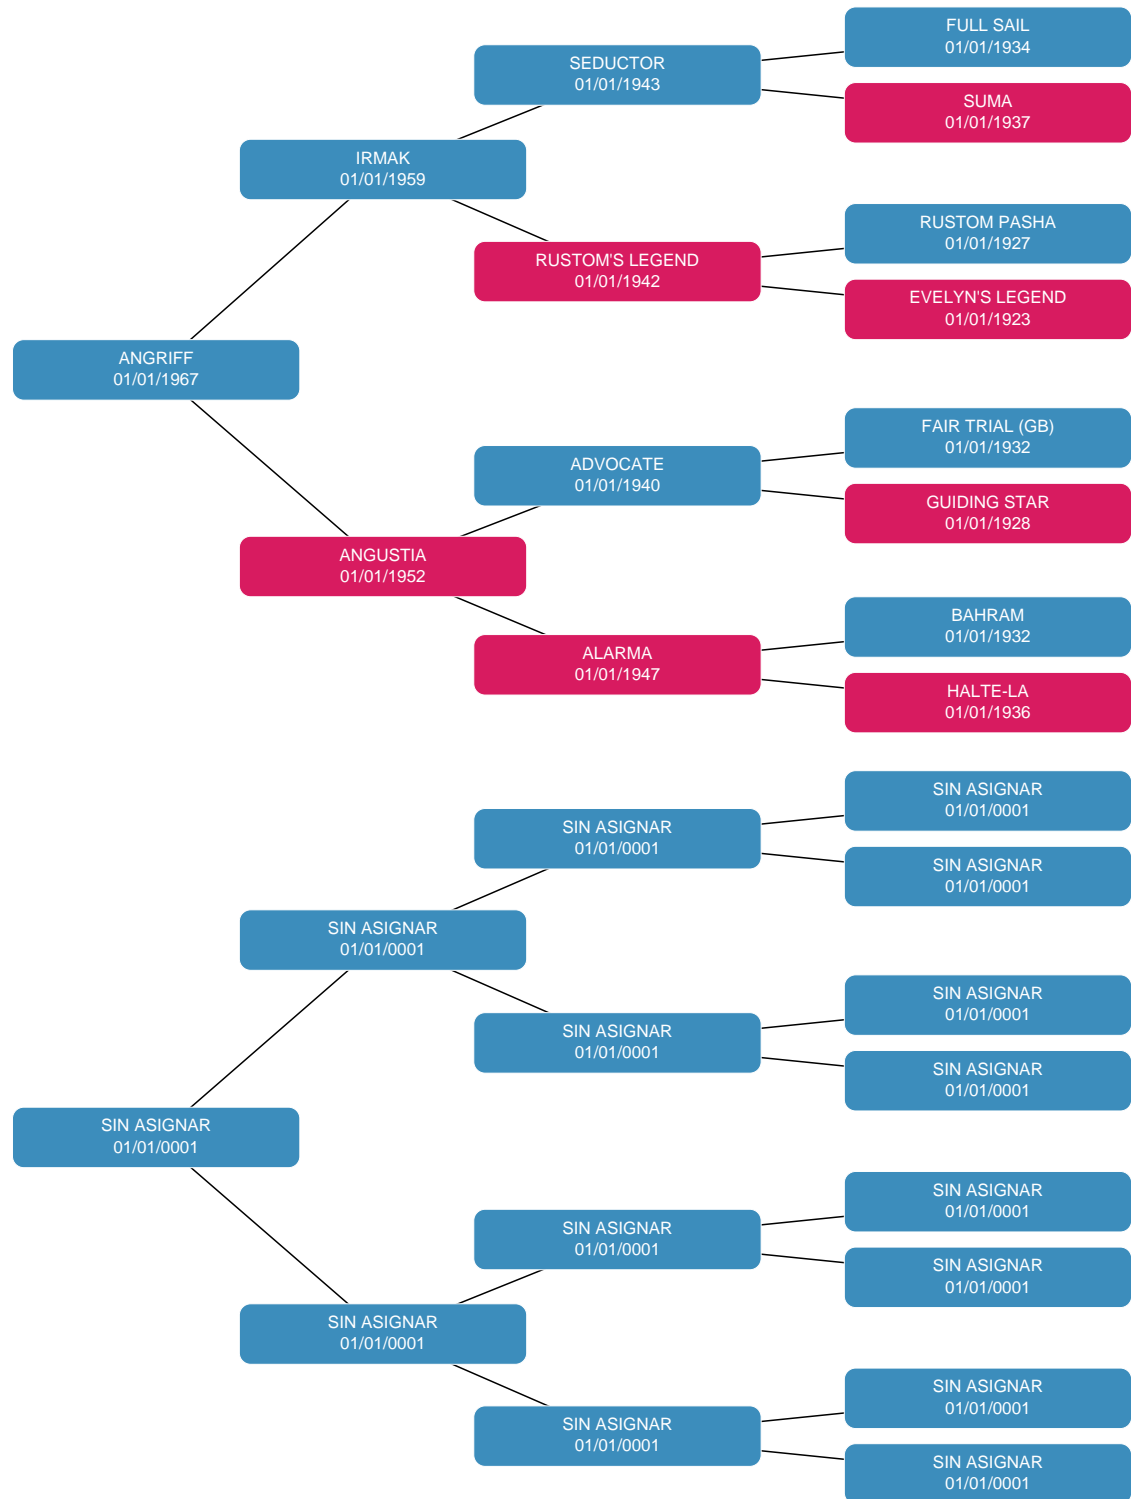 FULL SAIL
01/01/1934
SEDUCTOR
01/01/1943
SUMA
01/01/1937
IRMAK
01/01/1959
RUSTOM PASHA
01/01/1927
RUSTOM'S LEGEND
01/01/1942
EVELYN'S LEGEND
01/01/1923
ANGRIFF
01/01/1967
FAIR TRIAL (GB)
01/01/1932
ADVOCATE
01/01/1940
GUIDING STAR
01/01/1928
ANGUSTIA
01/01/1952
BAHRAM
01/01/1932
ALARMA
01/01/1947
HALTE-LA
01/01/1936
SIN ASIGNAR
01/01/0001
SIN ASIGNAR
01/01/0001
SIN ASIGNAR
01/01/0001
SIN ASIGNAR
01/01/0001
SIN ASIGNAR
01/01/0001
SIN ASIGNAR
01/01/0001
SIN ASIGNAR
01/01/0001
SIN ASIGNAR
01/01/0001
SIN ASIGNAR
01/01/0001
SIN ASIGNAR
01/01/0001
SIN ASIGNAR
01/01/0001
SIN ASIGNAR
01/01/0001
SIN ASIGNAR
01/01/0001
SIN ASIGNAR
01/01/0001
SIN ASIGNAR
01/01/0001